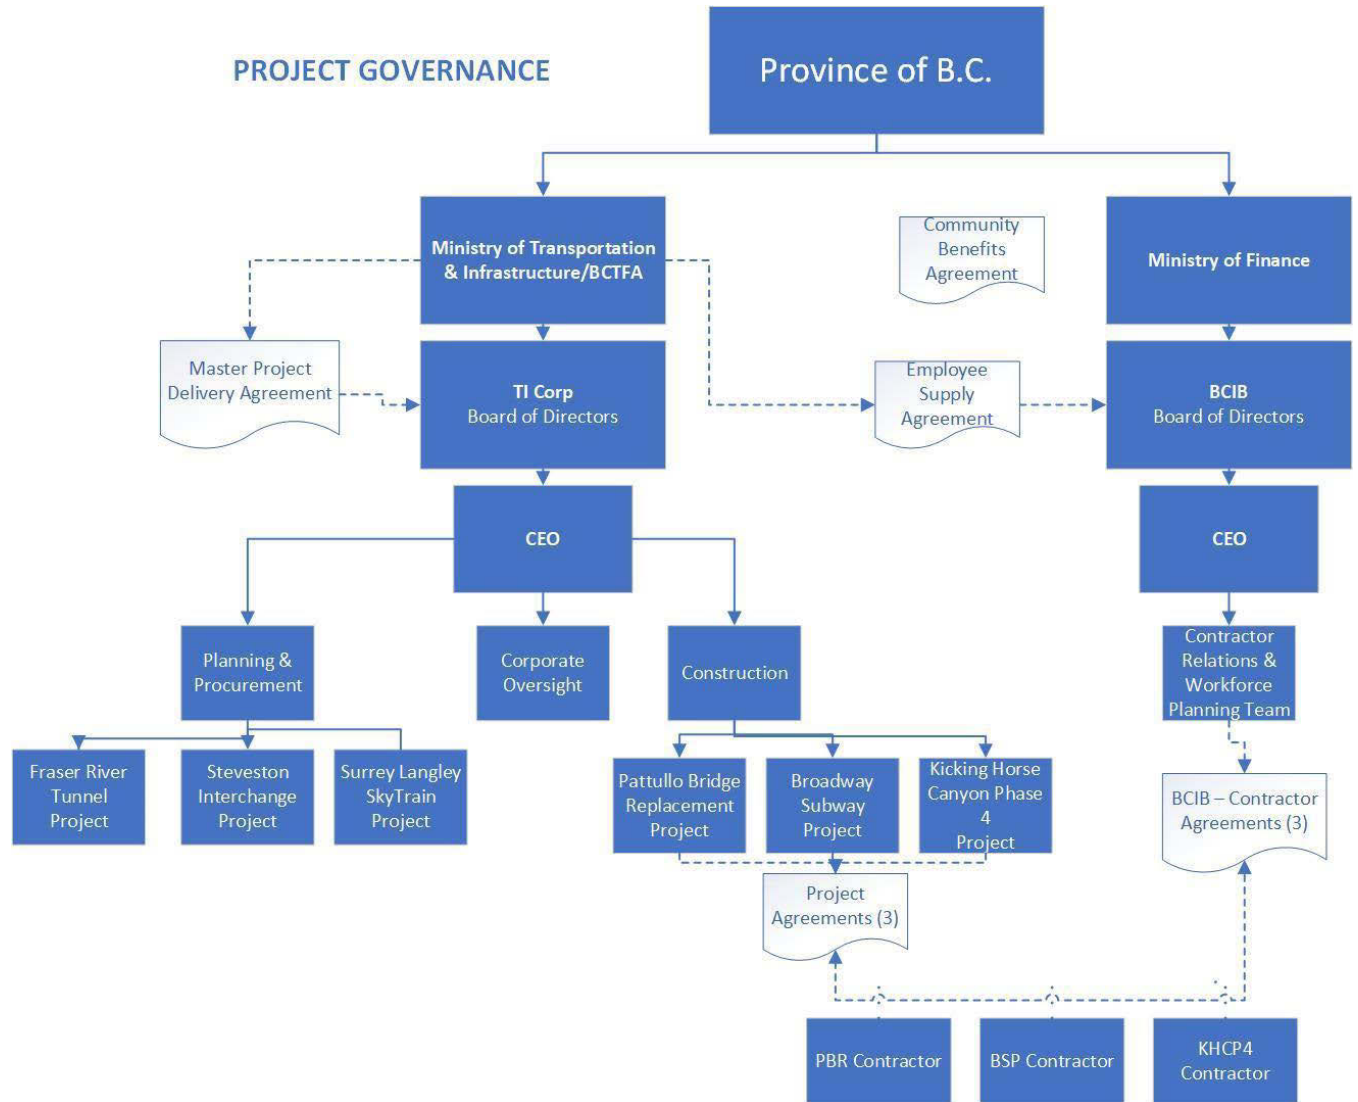 PROJECT GOVERNANCE
Province of B.C.
Ministry of Transportation
& Infrastructure/BCTFA
Community
Benefits
Agreement
Ministry of Finance
Master Project
Delivery Agreement
TI Corp
Board of Directors
Employee
Supply
Agreement
BCIB
Board of Directors
CEO
CEO
Planning &
Procurement
Corporate
Oversight
Construction
Contractor
Relations &
Workforce
Planning Team
Fraser River
Tunnel
Project
Steveston
Interchange
Project
Surrey Langley
SkyTrain
Project
Pattullo Bridge
Replacement
Project
Broadway
Subway
Project
Kicking Horse
Canyon Phase
4
Project
BCIB – Contractor
Agreements (3)
Project
Agreements (3)
PBR Contractor
BSP Contractor
KHCP4
Contractor